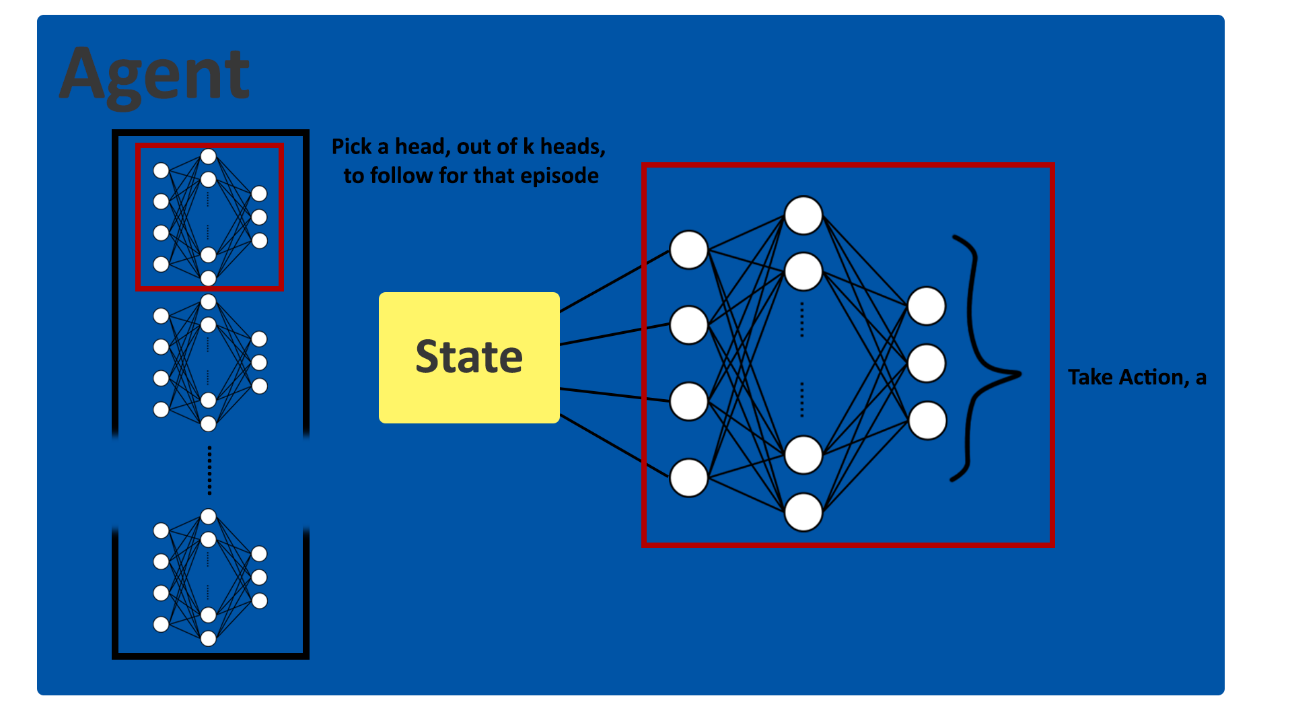 Agent
Pick a head, out of k heads,
to follow for that episode
State
Take Action, a